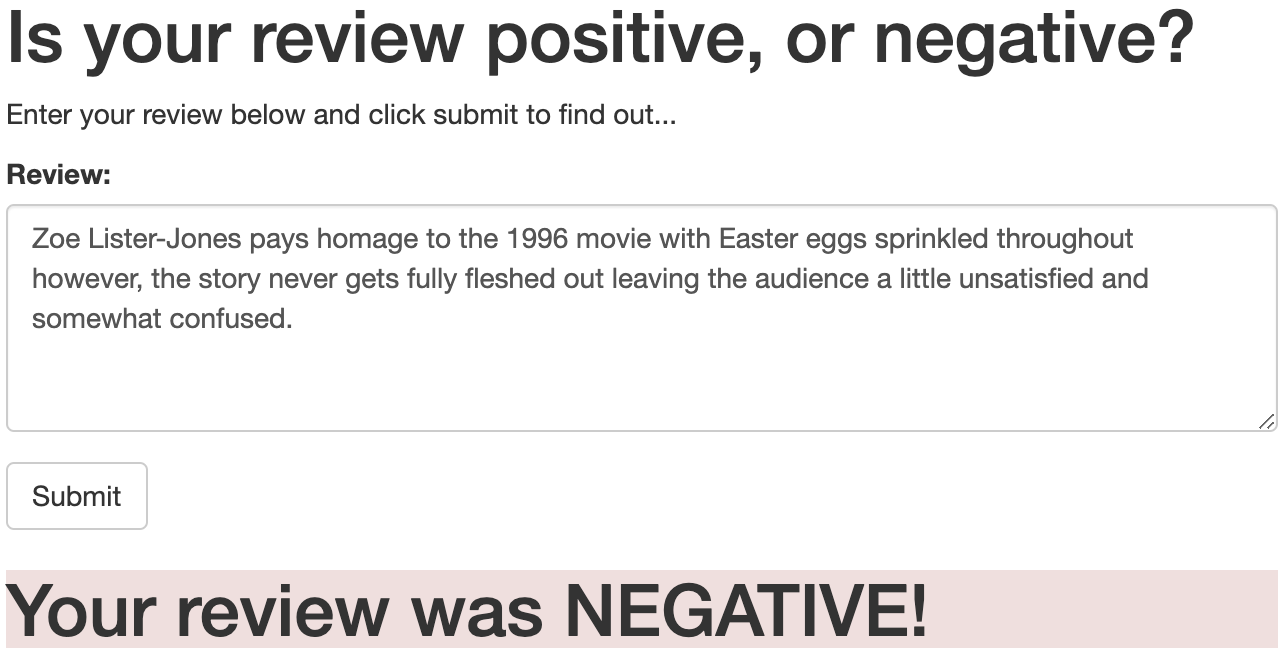 Is your review positive, or negative?
Enter your review below and click submit to find out...
Review:
Zoe Lister-Jones pays homage to the 1996 movie with Easter eggs sprinkled throughout
however, the story never gets fully fleshed out leaving the audience a little unsatisfied and
somewhat confused.
Submit
Your review was NEGATIVE!